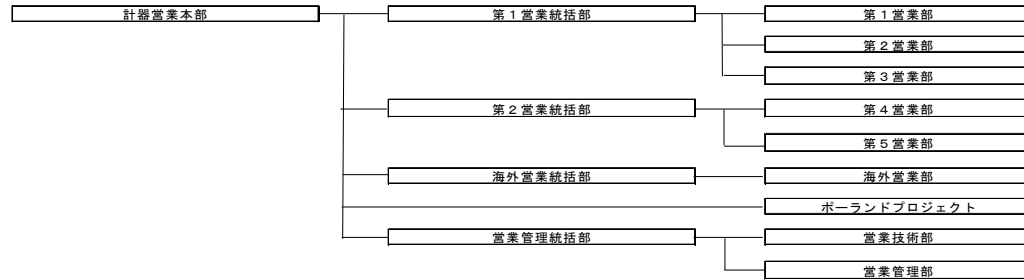 計器営業本部
第１営業統括部
第１営業部
第２営業部
第３営業部
第２営業統括部
第４営業部
第５営業部
海外営業統括部
海外営業部
ポーランドプロジェクト
営業管理統括部
営業技術部
営業管理部